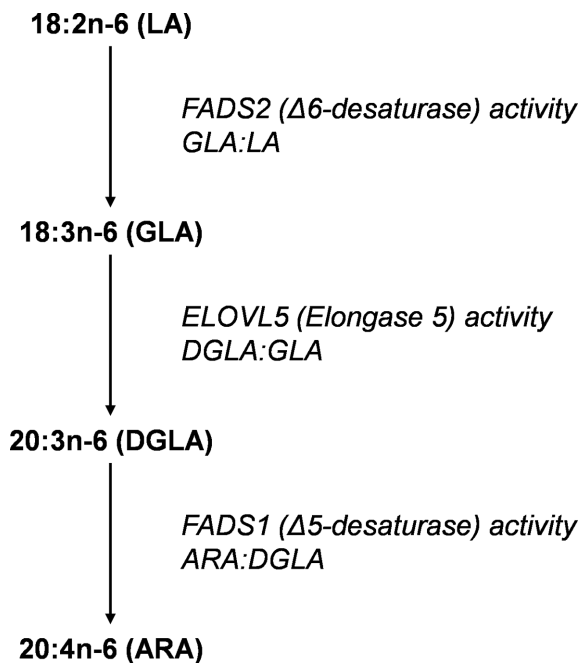 18:2n-6 (LA)
FADS2 (Δ6-desaturase) activity
GLA:LA
18:3n-6 (GLA)
ELOVL5 (Elongase 5) activity
DGLA:GLA
20:3n-6 (DGLA)
FADS1 (Δ5-desaturase) activity
ARA:DGLA
20:4n-6 (ARA)